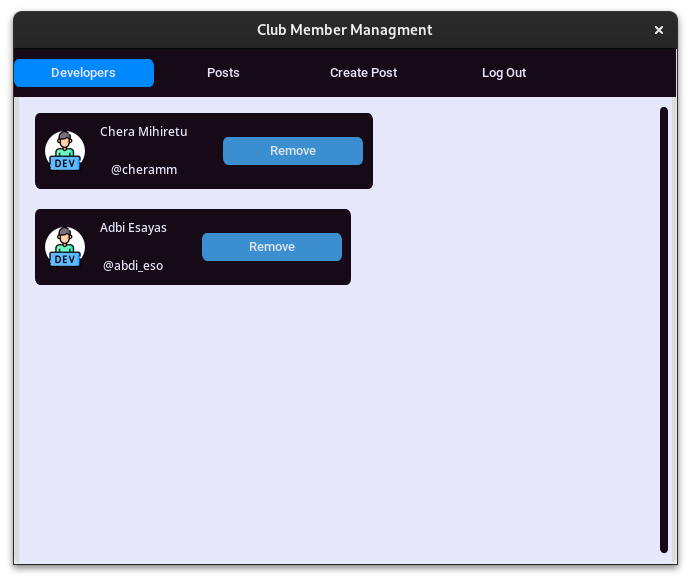 Club Member Managment
Developers
Posts
Create Post
Log Out
Chera Mihiretu
DEV
@cheramm
Remove
Adbi Esayas
DEV
@abdi_eso
Remove